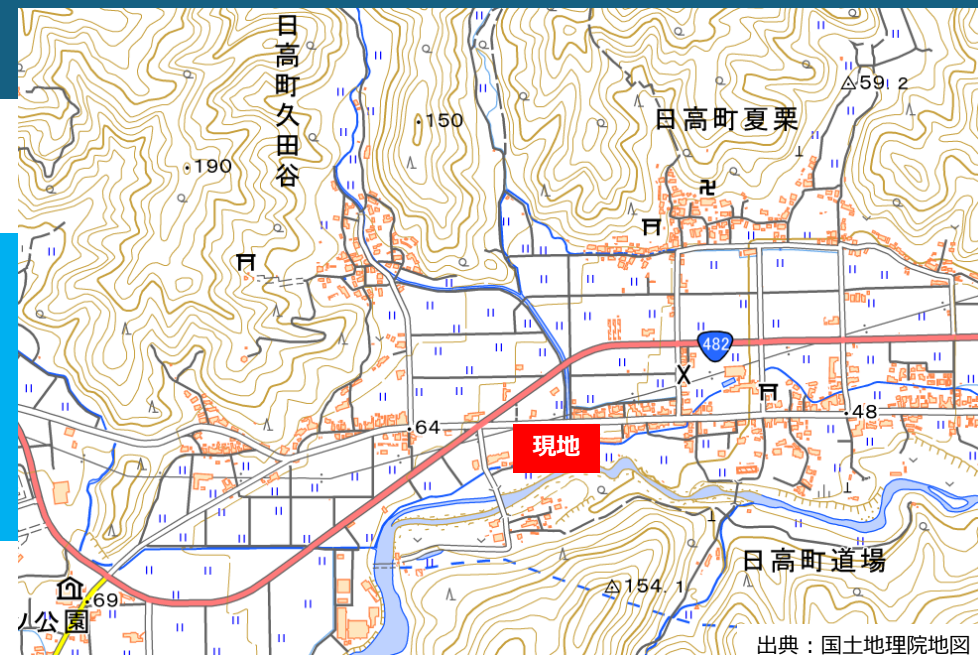 日高町久田谷
・150
・190
日高町夏栗
△59.2
482
・64
・48
現地
日高町道場
△154.1
・69
公園
出典：国土地理院地図